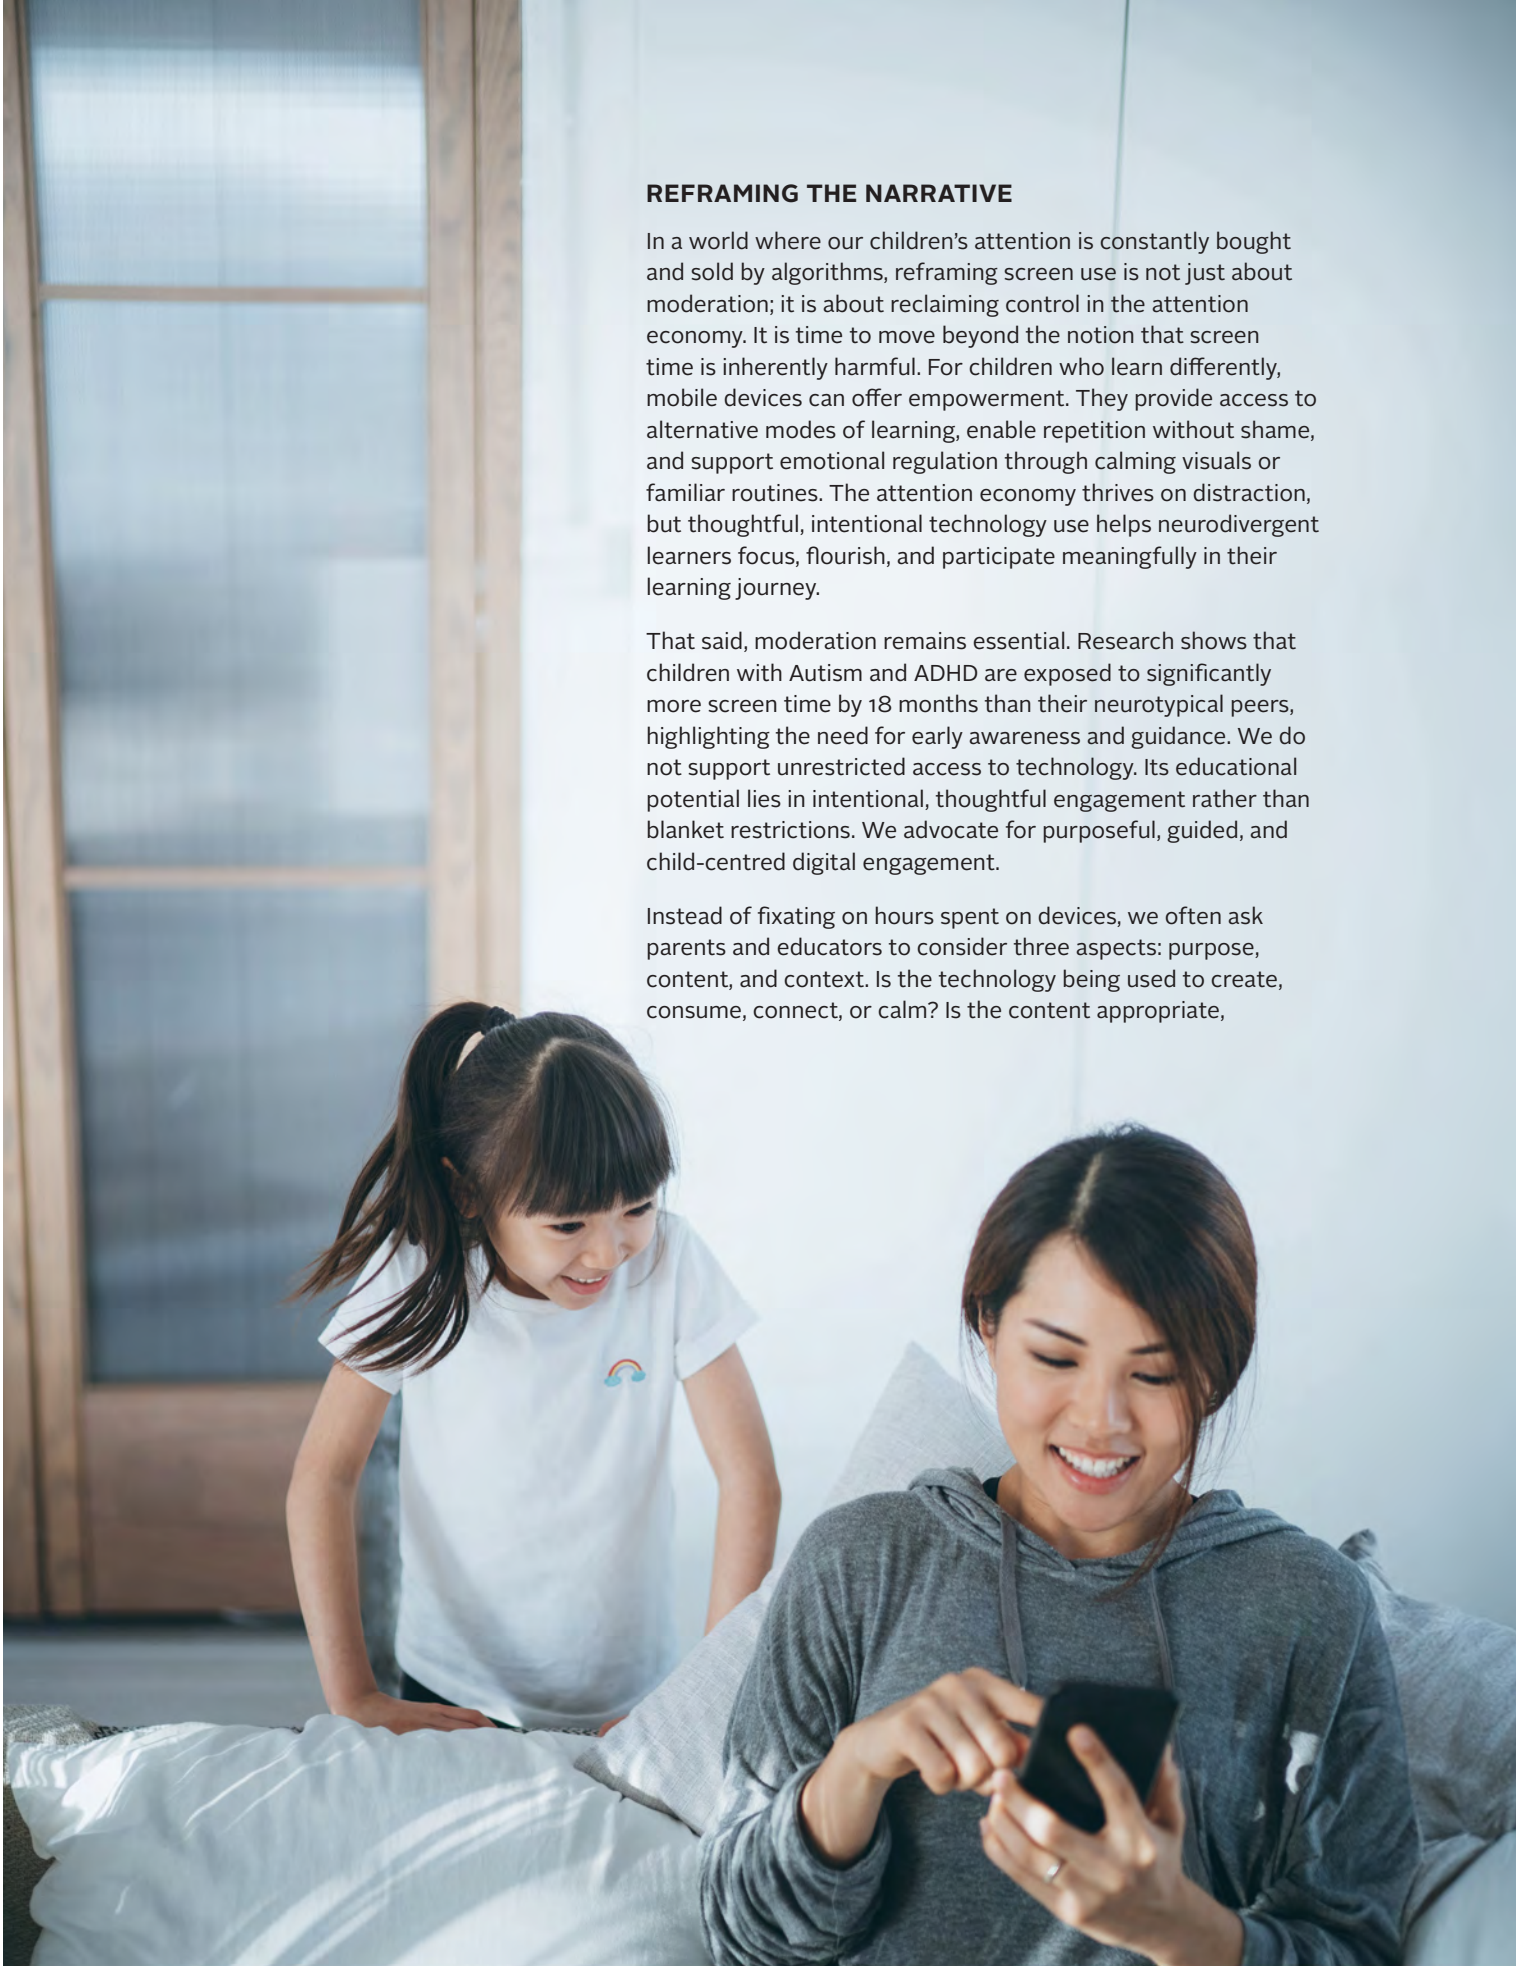 REFRAMING THE NARRATIVE
In a world where our children’s attention is constantly bought
and sold by algorithms, reframing screen use is not just about
moderation; it is about reclaiming control in the attention
economy. It is time to move beyond the notion that screen
time is inherently harmful. For children who learn differently,
mobile devices can offer empowerment. They provide access to
alternative modes of learning, enable repetition without shame,
and support emotional regulation through calming visuals or
familiar routines. The attention economy thrives on distraction,
but thoughtful, intentional technology use helps neurodivergent
learners focus, flourish, and participate meaningfully in their
learning journey.
That said, moderation remains essential. Research shows that
children with Autism and ADHD are exposed to significantly
more screen time by 18 months than their neurotypical peers,
highlighting the need for early awareness and guidance. We do
not support unrestricted access to technology. Its educational
potential lies in intentional, thoughtful engagement rather than
blanket restrictions. We advocate for purposeful, guided, and
child-centred digital engagement.
Instead of fixating on hours spent on devices, we often ask
parents and educators to consider three aspects: purpose,
content, and context. Is the technology being used to create,
consume, connect, or calm? Is the content appropriate,